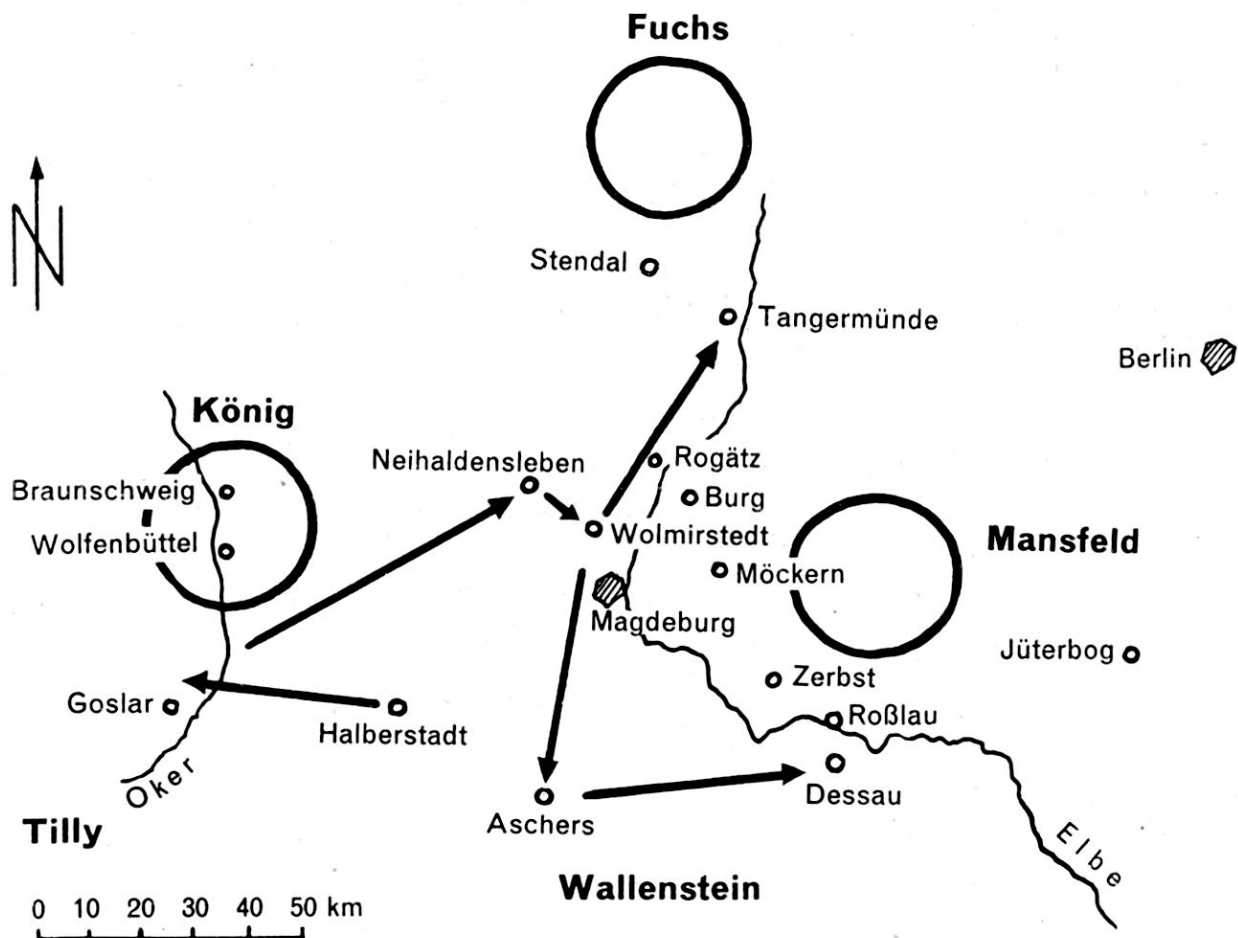 Fuchs
N
Stendal
Tangermünde
Berlin
König
Neihaldensleben
Rogätz
Braunschweig
Burg
Wolfenbüttel
Wolmirstedt
Mansfeld
Möckern
Magdeburg
Jüterbog
Zerbst
Goslar
Halberstadt
Roßlau
Oker
Dessau
Aschers
Tilly
Elbe
Wallenstein
0 10 20 30 40 50 km